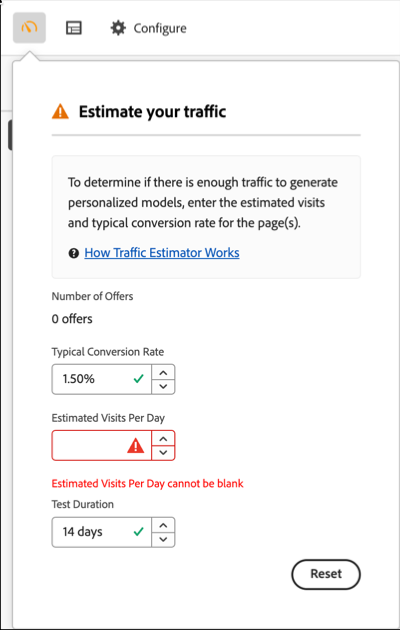 Configure
Estimate your traffic
To determine if there is enough traffic to generate
personalized models, enter the estimated visits
and typical conversion rate for the page(s).
How Traffic Estimator Works
Number of Offers
0 offers
Typical Conversion Rate
1.50%
Estimated Visits Per Day
Estimated Visits Per Day cannot be blank
Test Duration
14 days
Reset